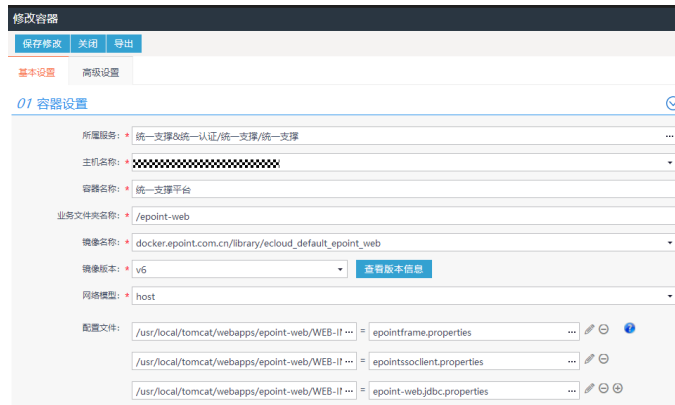 修改容器
保存修改 关闭 导出
基本设置 高级设置
01 容器设置
所属服务: * 统一支撑&统一认证/统一支撑/统一支撑 ...
主机名称: *
容器名称: * 统一支撑平台
业务文件夹名称: * /epoint-web
镜像名称: * docker.epoint.com.cn/library/ecloud_default_epoint_web
镜像版本: * v6 查看版本信息
网络模型: * host
配置文件: /usr/local/tomcat/webapps/epoint-web/WEB-II ... = epointframe.properties ...
/usr/local/tomcat/webapps/epoint-web/WEB-II ... = epointssoclient.properties ...
/usr/local/tomcat/webapps/epoint-web/WEB-II ... = epoint-web.jdbc.properties ...